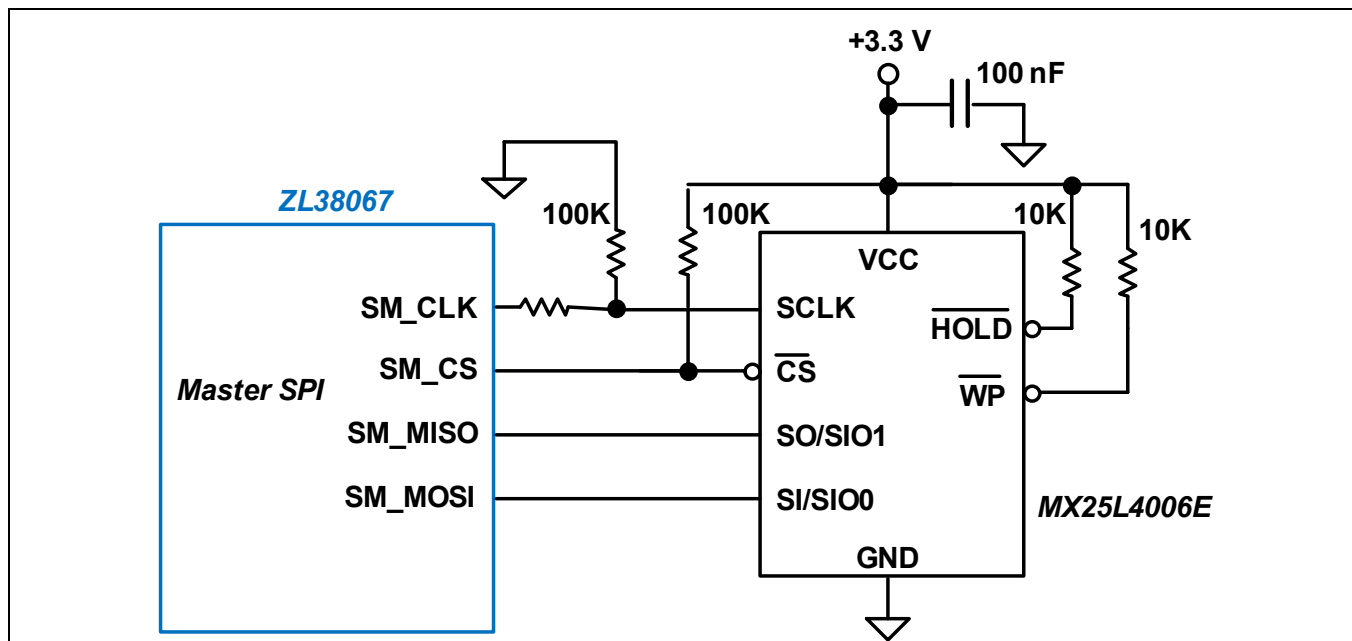 +3.3 V
100 nF
ZL38067
100K
100K
10K
10K
VCC
SM_CLK
SCLK
HOLD
SM_CS
CS
Master SPI
WP
SM_MISO
SO/SIO1
SM_MOSI
SI/SIO0
MX25L4006E
GND